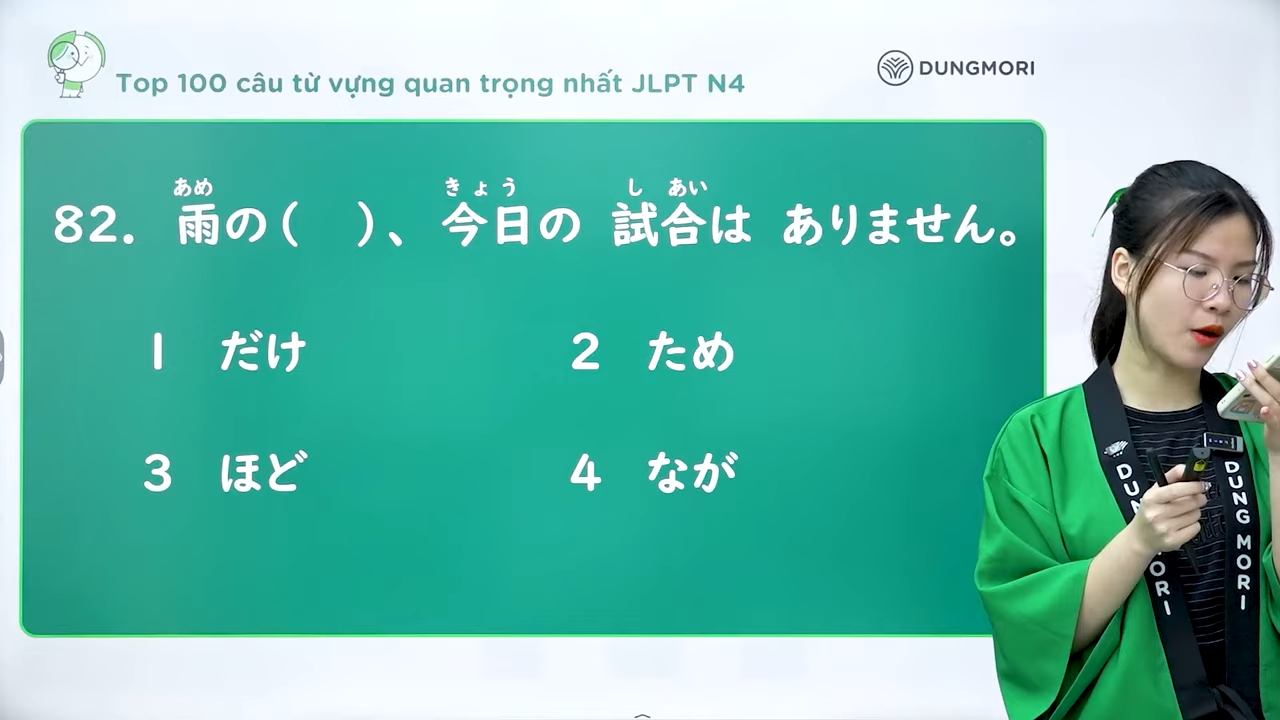 Top 100 câu từ vựng quan trọng nhất JLPT N4
DUNGMORI
あめ きょう し あい
82. 雨の( )、今日の 試合は ありません。
1 だけ 2 ため
3 ほど 4 なが
DUNG MORI
DUNG MORI